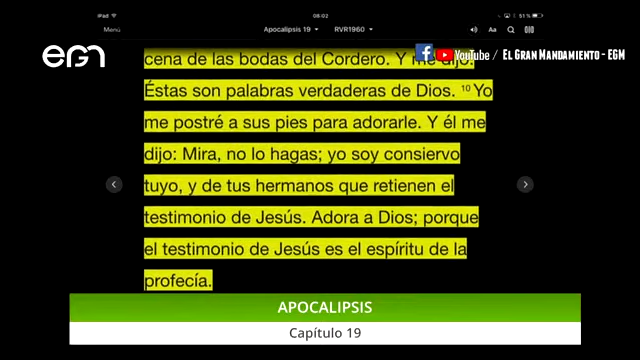 iPad
08:02
51 %
Menú
Apocalipsis 19
RVR1960
Aa
EGM
YouTube / El Gran Mandamiento - EGM
cena de las bodas del Cordero. Y me dijo:
Éstas son palabras verdaderas de Dios. 10 Yo
me postré a sus pies para adorarle. Y él me
dijo: Mira, no lo hagas; yo soy consiervo
tuyo, y de tus hermanos que retienen el
testimonio de Jesús. Adora a Dios; porque
el testimonio de Jesús es el espíritu de la
profecía.
APOCALIPSIS
Capítulo 19